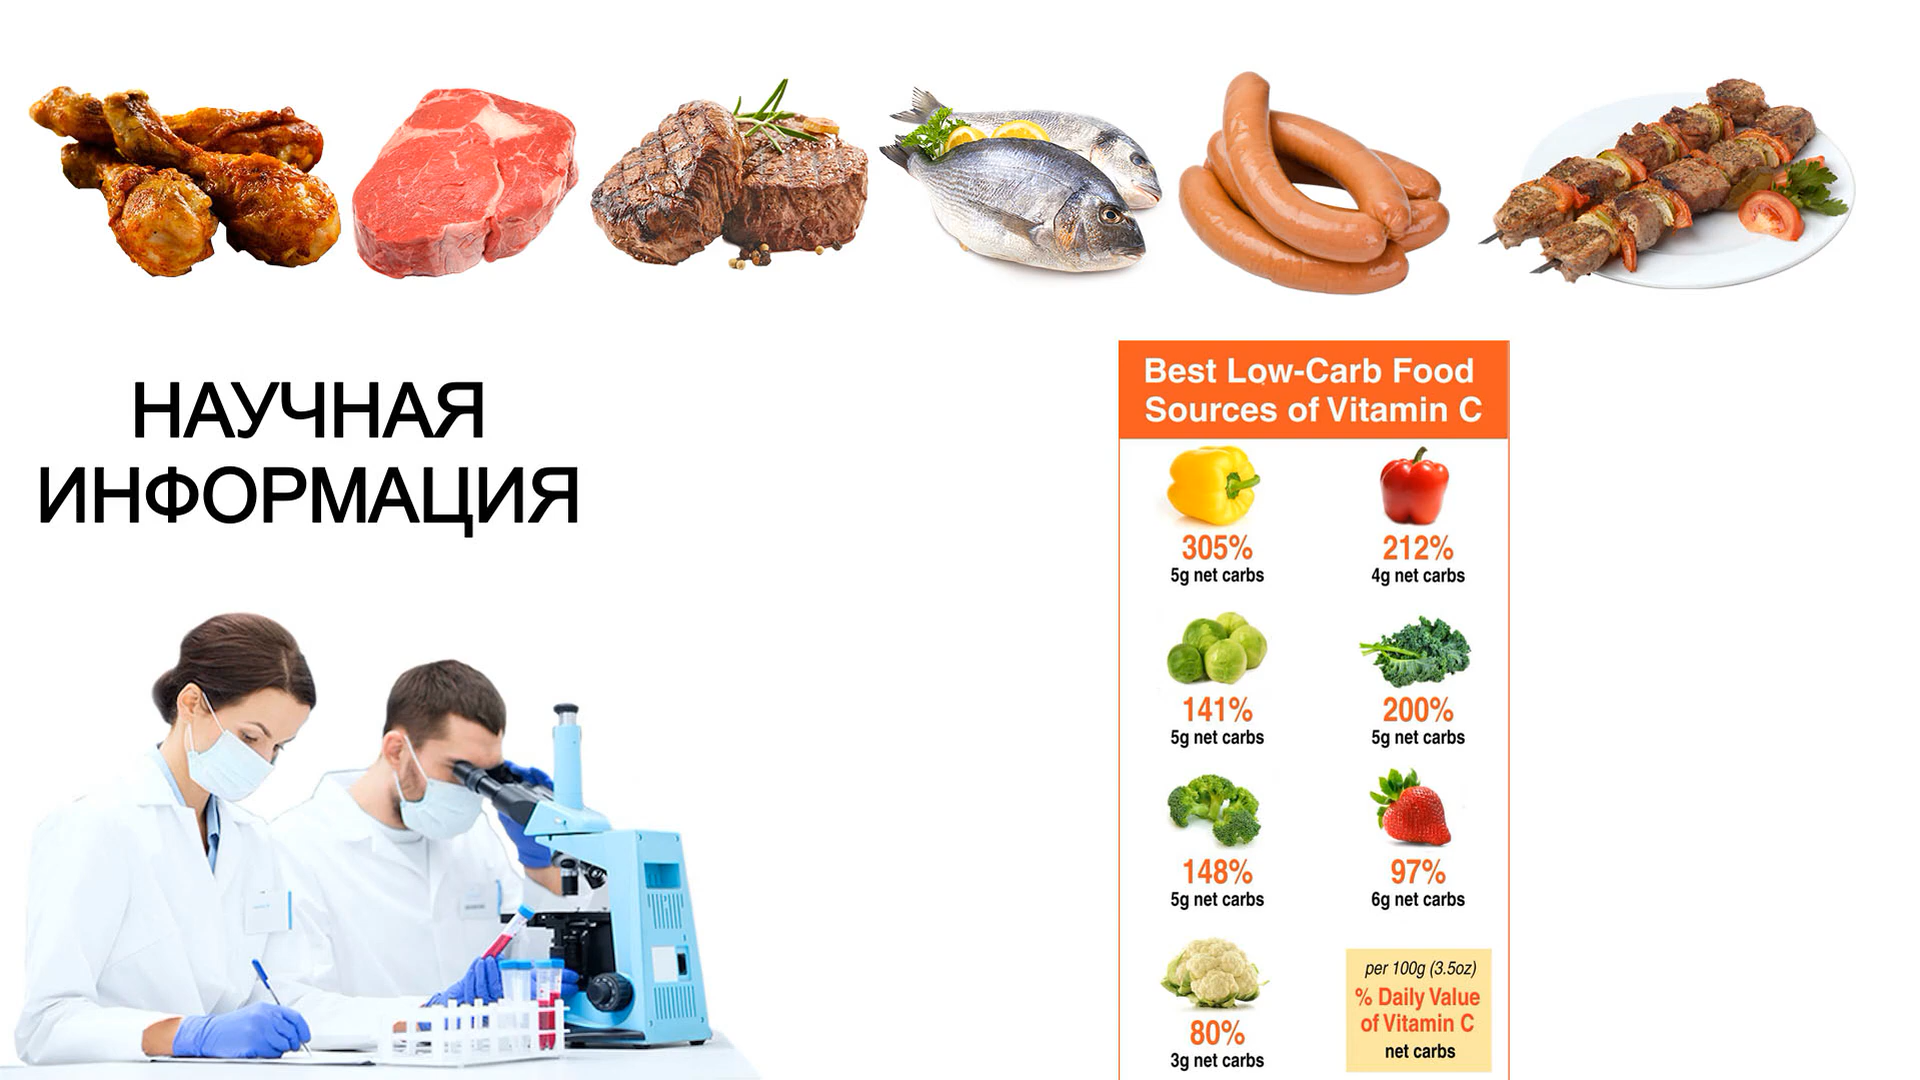 НАУЧНАЯ
ИНФОРМАЦИЯ
Best Low-Carb Food
Sources of Vitamin C
305%
5g net carbs
212%
4g net carbs
141%
5g net carbs
200%
5g net carbs
148%
5g net carbs
97%
6g net carbs
80%
3g net carbs
per 100g (3.5oz)
% Daily Value
of Vitamin C
net carbs